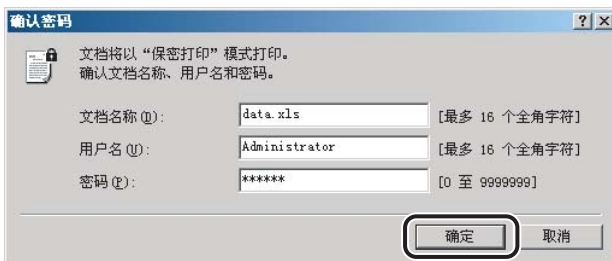 确认密码
文档将以“保密打印”模式打印。
确认文档名称、用户名和密码。
文档名称(D): data.xls [最多 16 个全角字符]
用户名(U): Administrator [最多 16 个全角字符]
密码(P): ****** [0 至 9999999]
确定 取消